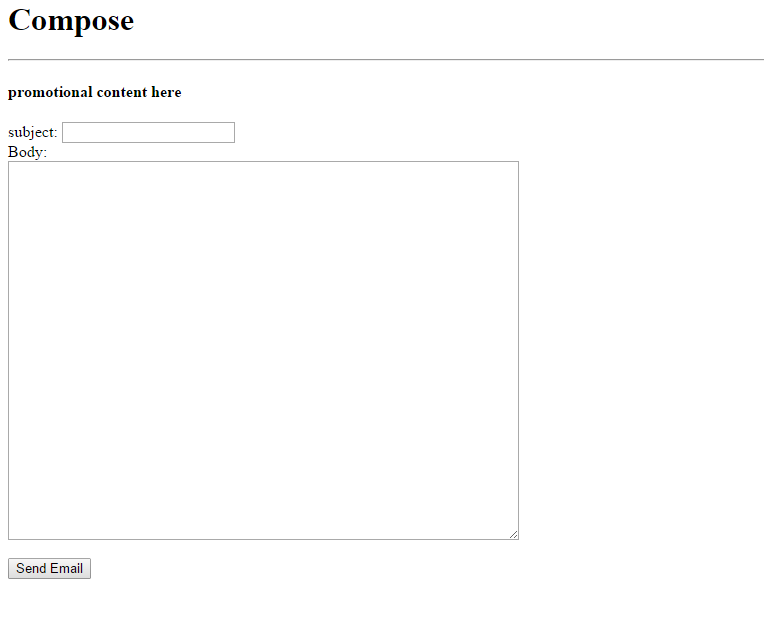 Compose
promotional content here
subject:
Body:
Send Email